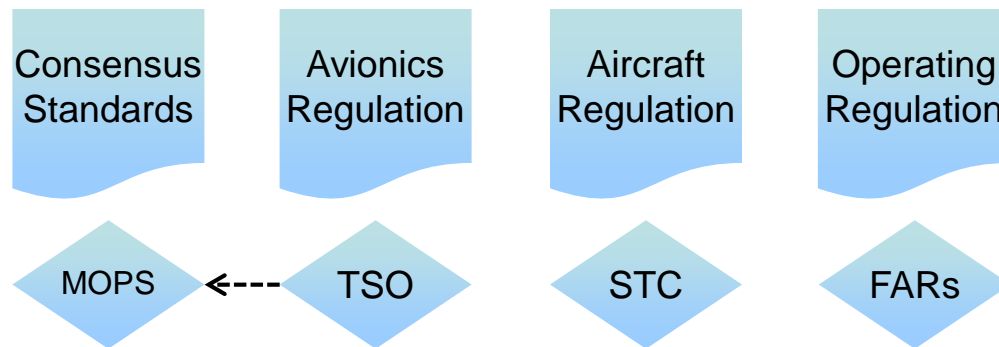 Consensus
Standards
Avionics
Regulation
Aircraft
Regulation
Operating
Regulation
MOPS
TSO
STC
FARs